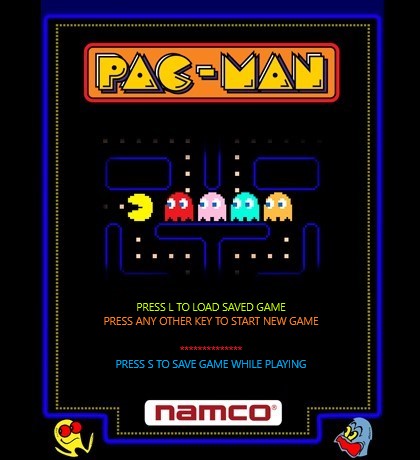 PAC-MAN
PRESS L TO LOAD SAVED GAME
PRESS ANY OTHER KEY TO START NEW GAME
**************
PRESS S TO SAVE GAME WHILE PLAYING
namco®